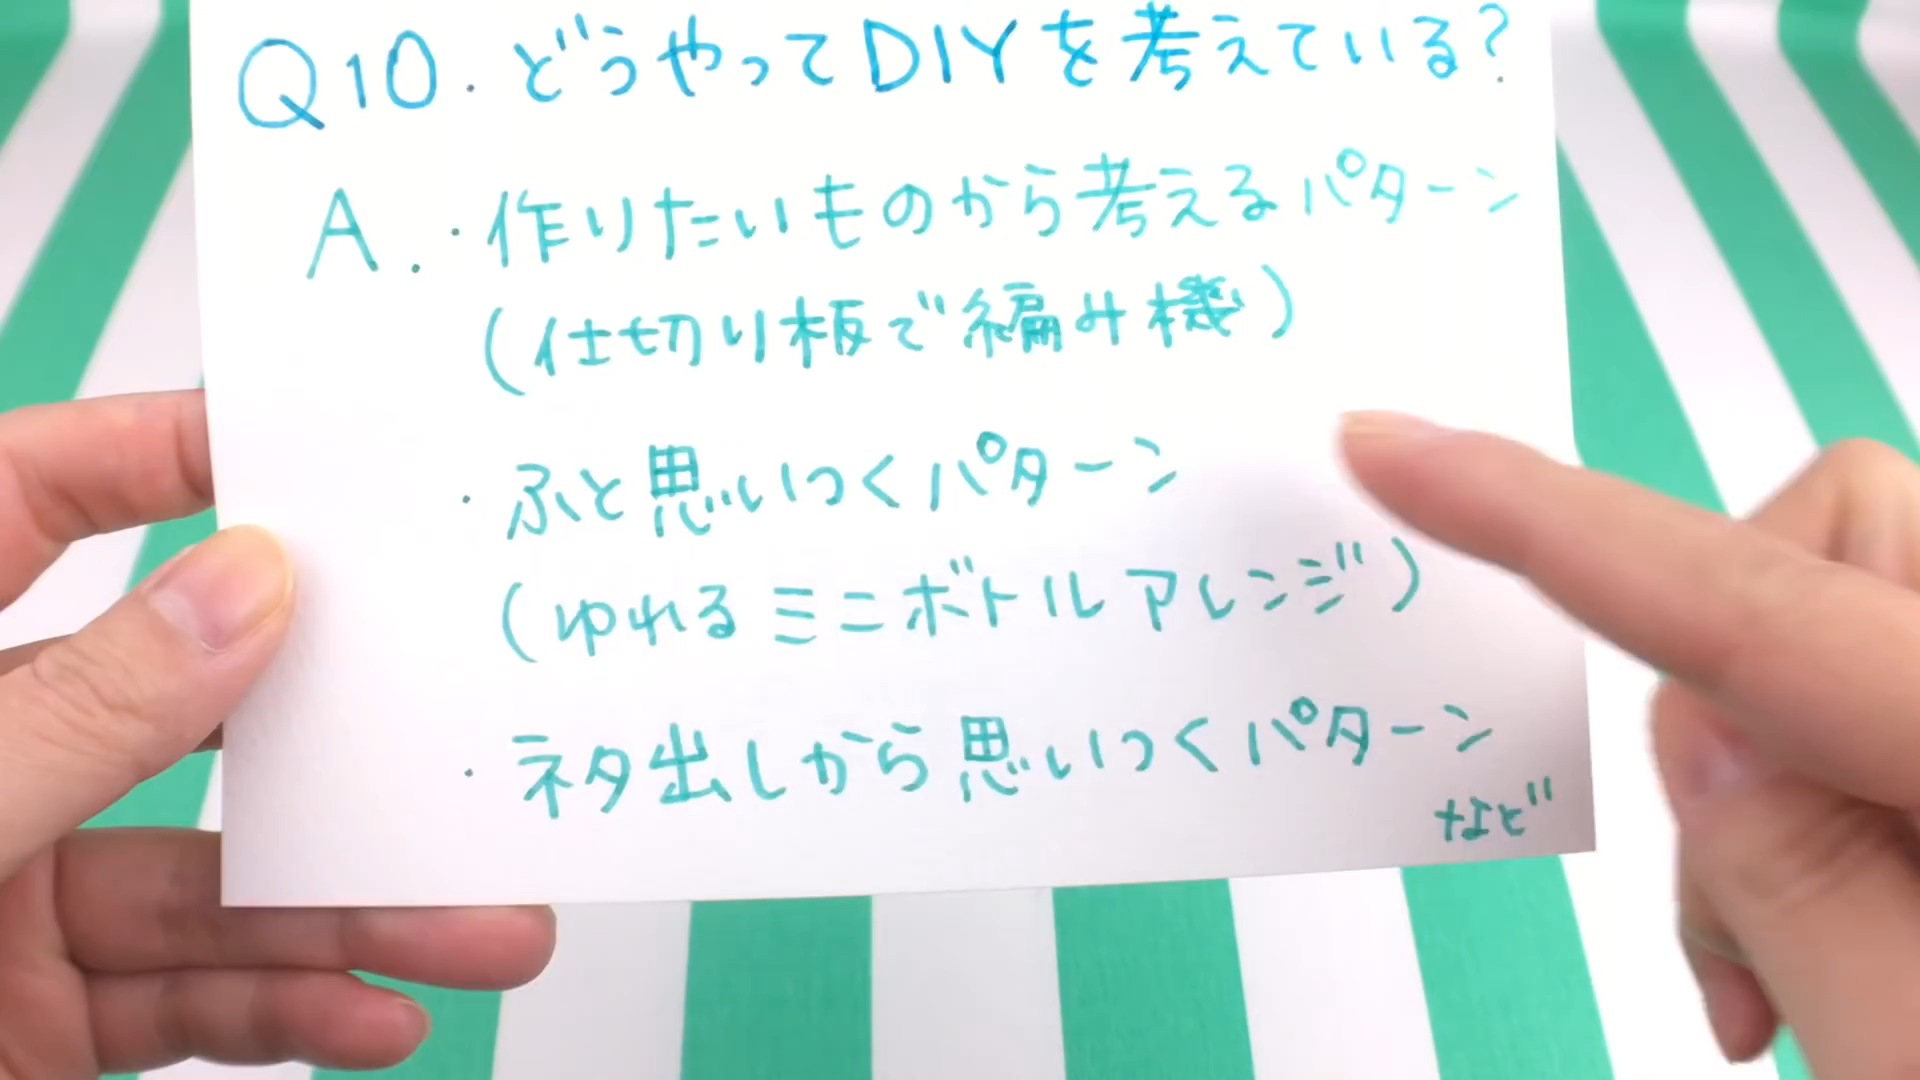 Q10. どうやってDIYを考えている?
A. ・作りたいものから考えるパターン
(仕切り板で編み機)
・ふと思いつくパターン
(ゆれるミニボトルアレンジ)
・ネタ出しから思いつくパターン
など